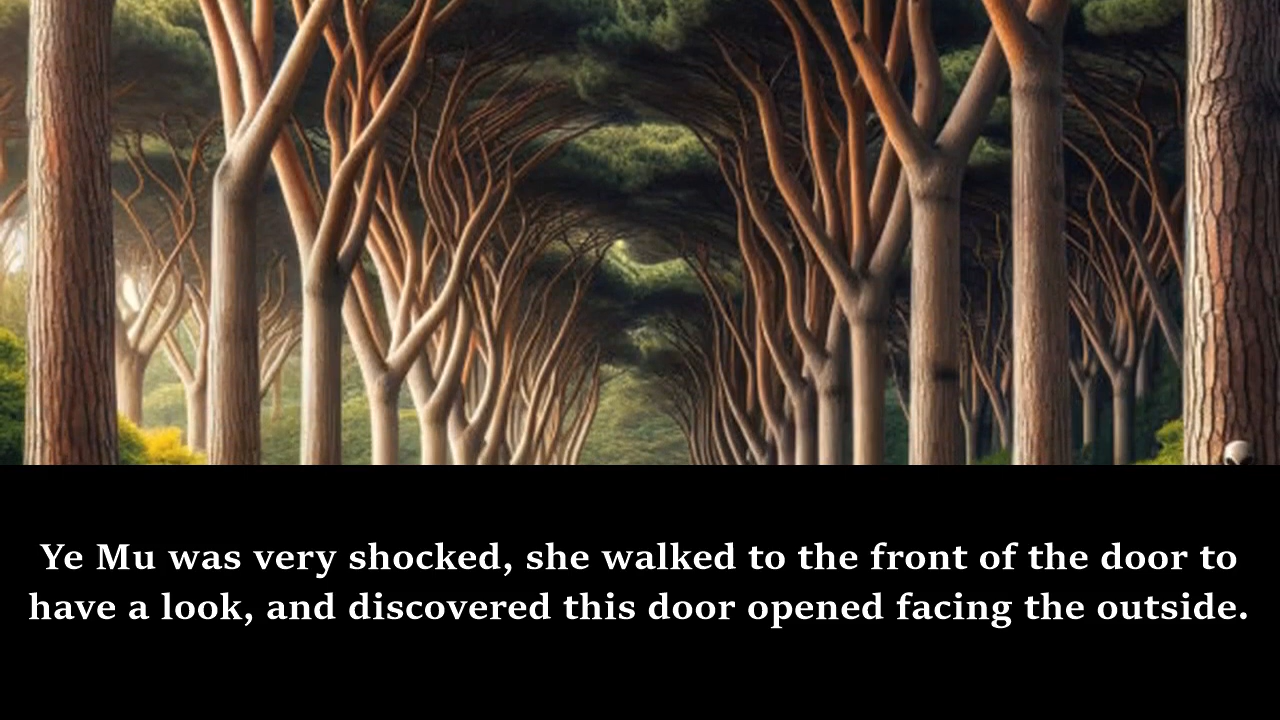 Ye Mu was very shocked, she walked to the front of the door to
have a look, and discovered this door opened facing the outside.